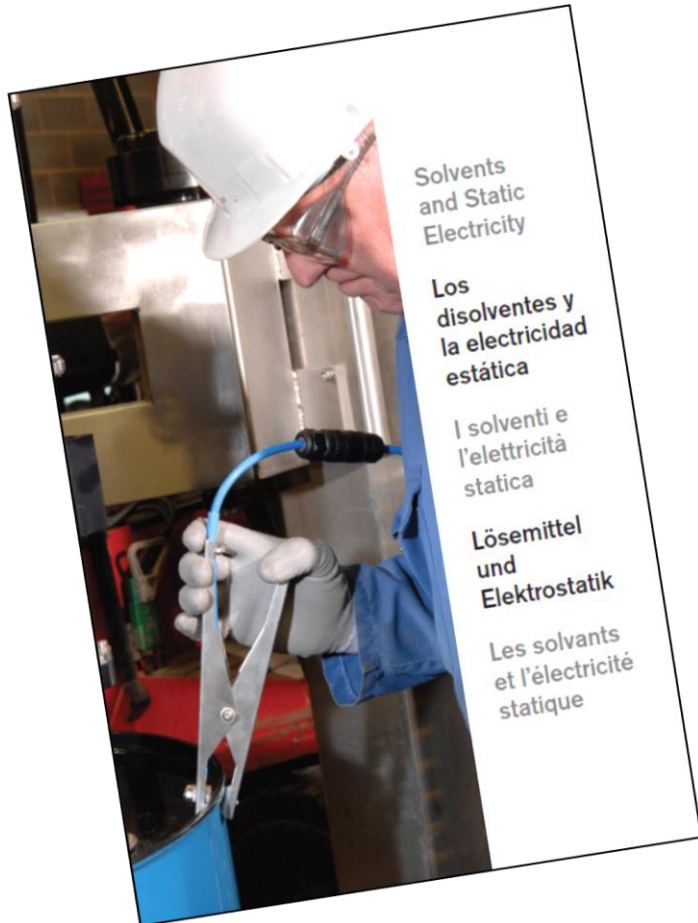 Solvents
and Static
Electricity
Los
disolventes y
la electricidad
estática
I solventi e
l'elettricità
statica
Lösemittel
und
Elektrostatik
Les solvants
et l'électricité
statique